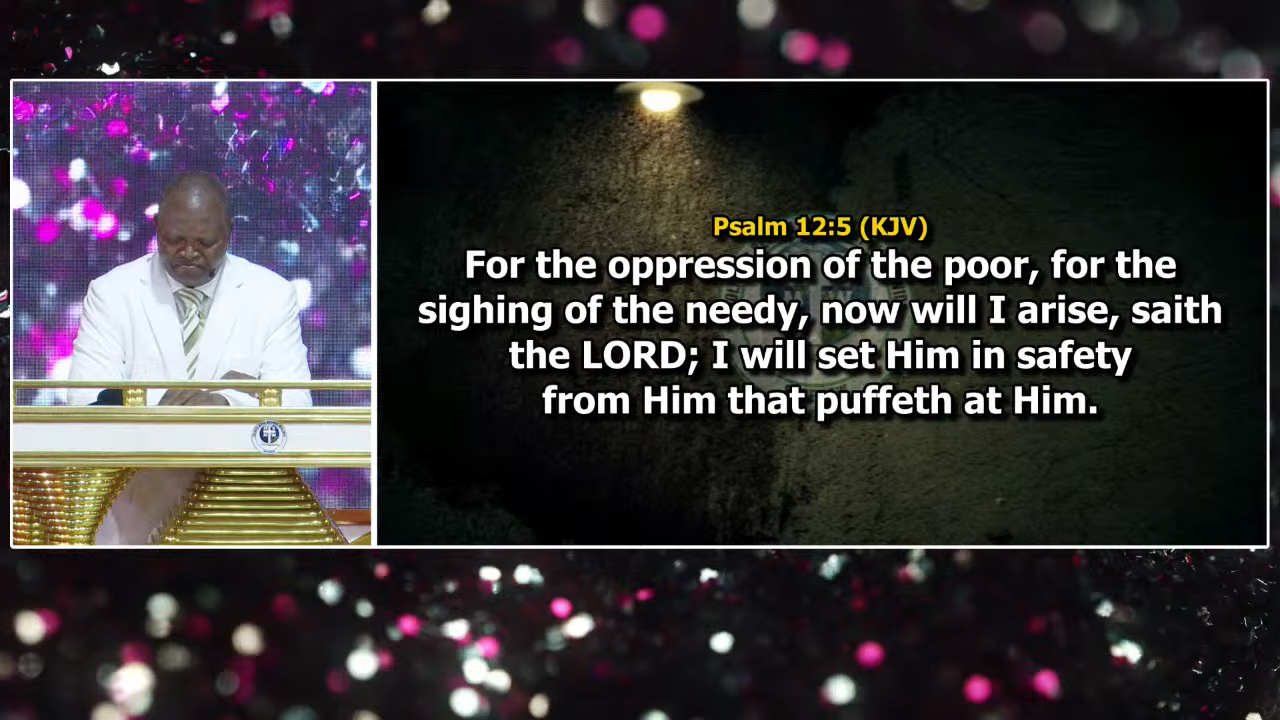 Psalm 12:5 (KJV)
For the oppression of the poor, for the
sighing of the needy, now will I arise, saith
the LORD; I will set Him in safety
from Him that puffeth at Him.